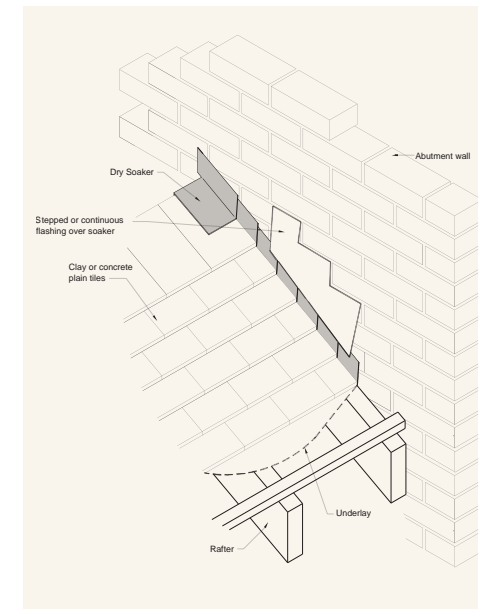 Abutment wall
Dry Soaker
Stepped or continuous
flashing over soaker
Clay or concrete
plain tiles
Underlay
Rafter